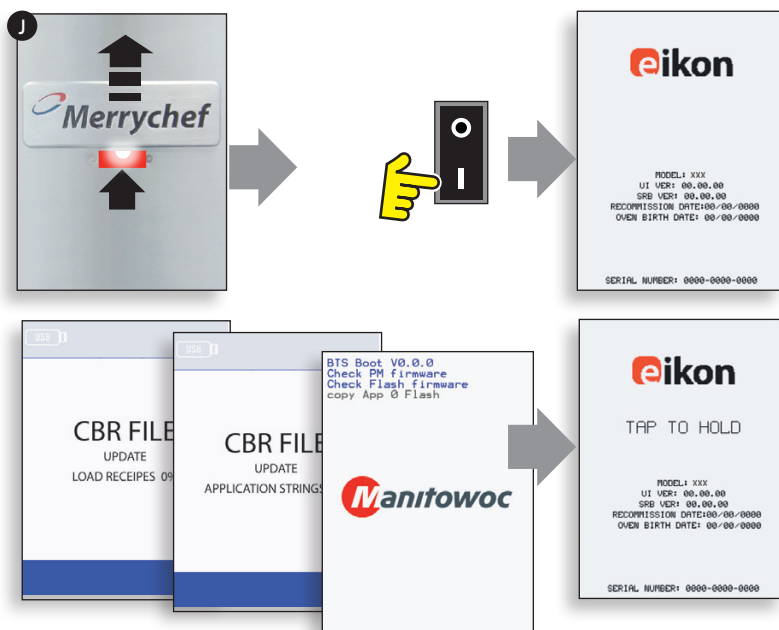 J
Merrychef
O
I
eikon
MODEL: XXX
UI VER: 00.00.00
SRB VER: 00.00.00
RECOMMISSION DATE:00/00/0000
OVEN BIRTH DATE: 00/00/0000
SERIAL NUMBER: 0000-0000-0000
USB
CBR FILE
UPDATE
LOAD RECEIPES 0%
USB
CBR FILE
UPDATE
APPLICATION STRINGS
BTS Boot V0.0.0
Check PM firmware
Check Flash firmware
copy App 0 Flash
Manitowoc
eikon
TAP TO HOLD
MODEL: XXX
UI VER: 00.00.00
SRB VER: 00.00.00
RECOMMISSION DATE:00/00/0000
OVEN BIRTH DATE: 00/00/0000
SERIAL NUMBER: 0000-0000-0000